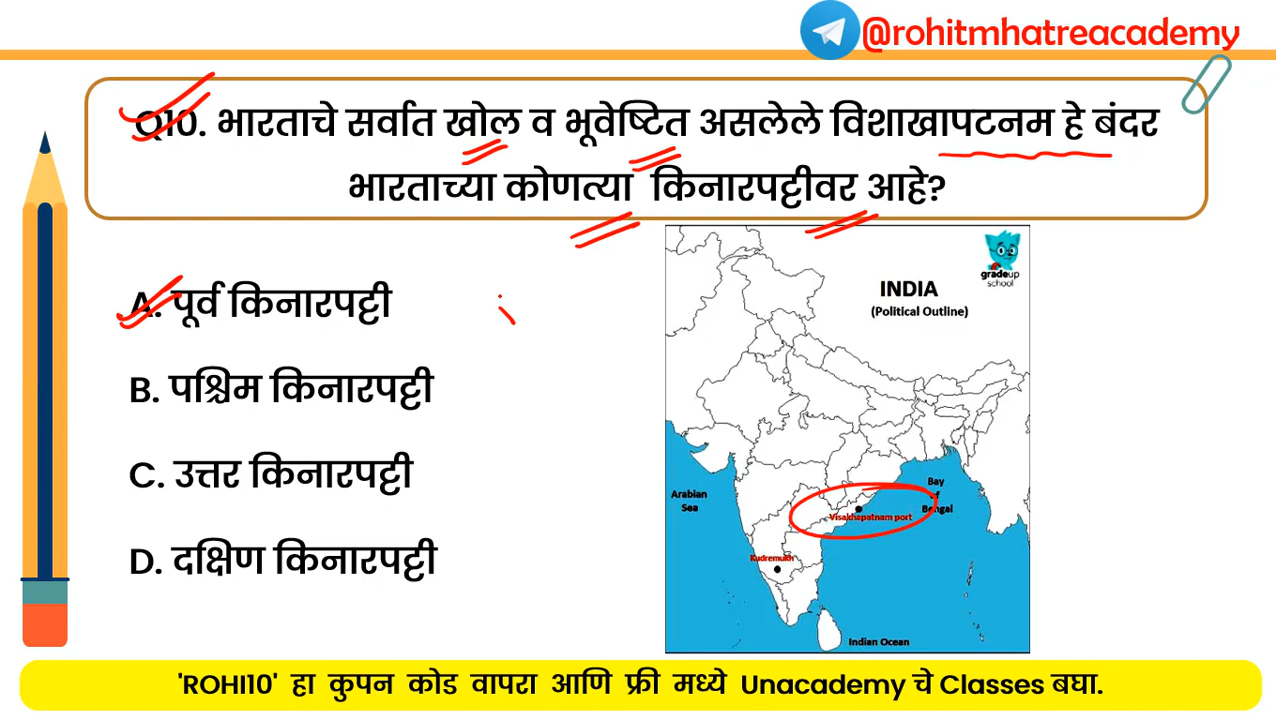 @rohitmhatreacademy
Q10. भारताचे सर्वात खोल व भूवेष्टित असलेले विशाखापटनम हे बंदर
भारताच्या कोणत्या किनारपट्टीवर आहे?
A. पूर्व किनारपट्टी
B. पश्चिम किनारपट्टी
C. उत्तर किनारपट्टी
D. दक्षिण किनारपट्टी
gradeup
school
INDIA
(Political Outline)
Arabian
Sea
Bay
of
Bengal
Visakhapatnam port
Kudremukh
Indian Ocean
'ROHI10' हा कुपन कोड वापरा आणि फ्री मध्ये Unacademy चे Classes बघा.